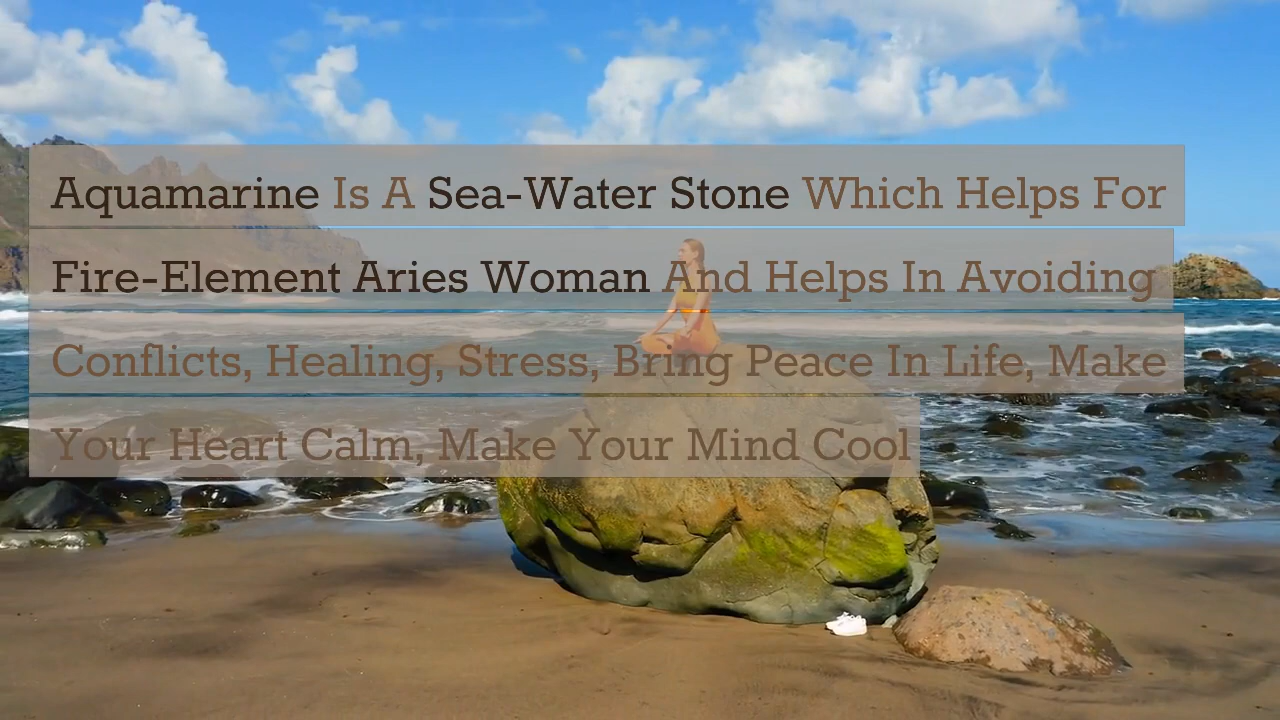 Aquamarine Is A Sea-Water Stone Which Helps For
Fire-Element Aries Woman And Helps In Avoiding
Conflicts, Healing, Stress, Bring Peace In Life, Make
Your Heart Calm, Make Your Mind Cool